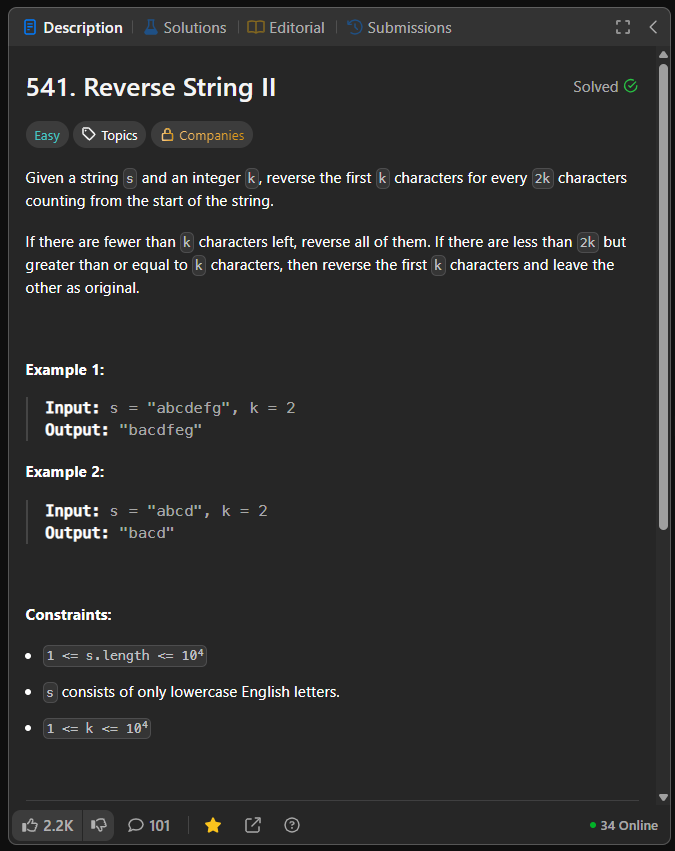 Description Solutions Editorial Submissions
541. Reverse String II Solved
Easy Topics Companies
Given a string s and an integer k, reverse the first k characters for every 2k characters
counting from the start of the string.
If there are fewer than k characters left, reverse all of them. If there are less than 2k but
greater than or equal to k characters, then reverse the first k characters and leave the
other as original.
Example 1:
Input: s = "abcdefg", k = 2
Output: "bacdfeg"
Example 2:
Input: s = "abcd", k = 2
Output: "bacd"
Constraints:
1 <= s.length <= 10⁴
s consists of only lowercase English letters.
1 <= k <= 10⁴
2.2K 101 34 Online